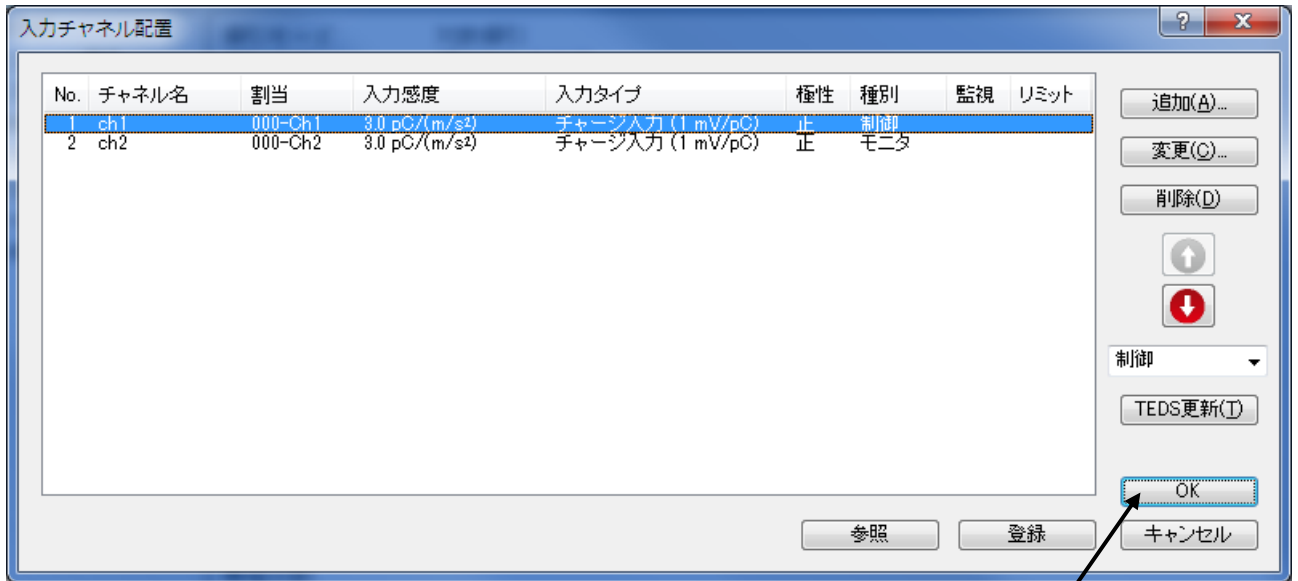 入力チャネル配置
No. チャネル名 割当 入力感度 入力タイプ 極性 種別 監視 リミット
1 ch1 000-Ch1 3.0 pC/(m/s²) チャージ入力 (1 mV/pC) 正 制御
2 ch2 000-Ch2 3.0 pC/(m/s²) チャージ入力 (1 mV/pC) 正 モニタ
追加(A)...
変更(C)...
削除(D)
制御
TEDS更新(T)
OK
参照 登録 キャンセル